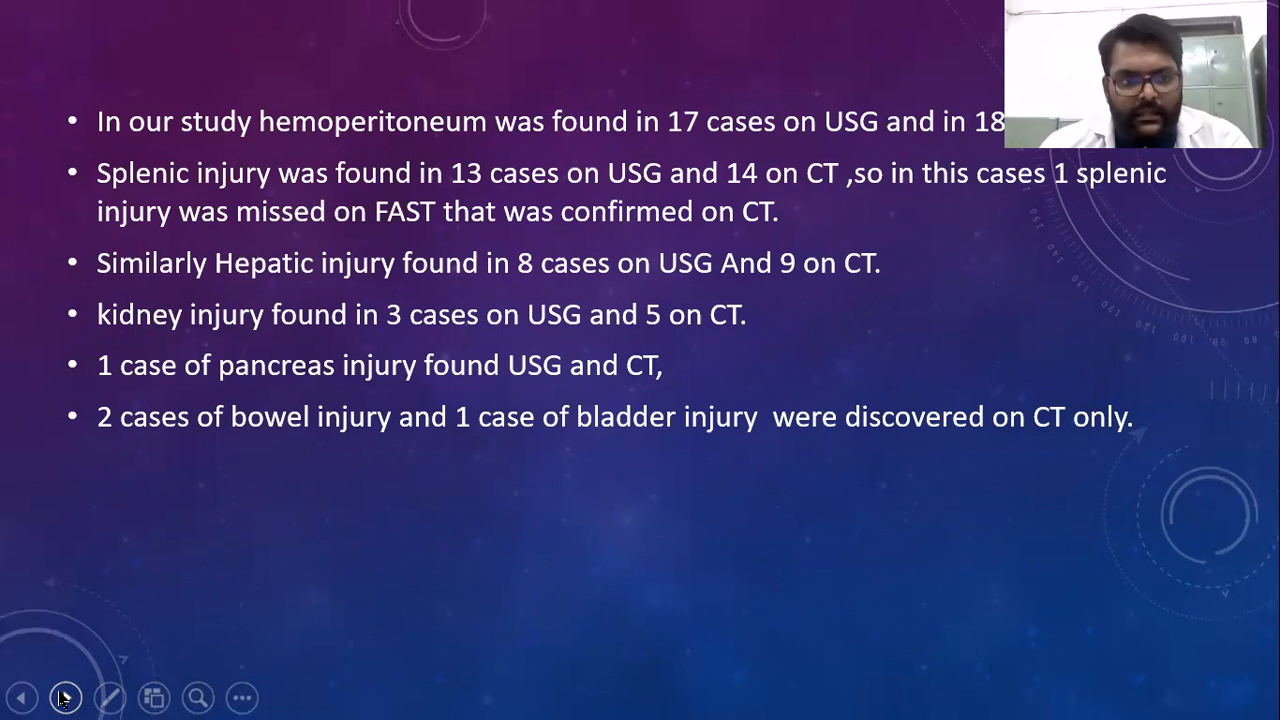 • In our study hemoperitoneum was found in 17 cases on USG and in 18
• Splenic injury was found in 13 cases on USG and 14 on CT ,so in this cases 1 splenic
injury was missed on FAST that was confirmed on CT.
• Similarly Hepatic injury found in 8 cases on USG And 9 on CT.
• kidney injury found in 3 cases on USG and 5 on CT.
• 1 case of pancreas injury found USG and CT,
• 2 cases of bowel injury and 1 case of bladder injury  were discovered on CT only.